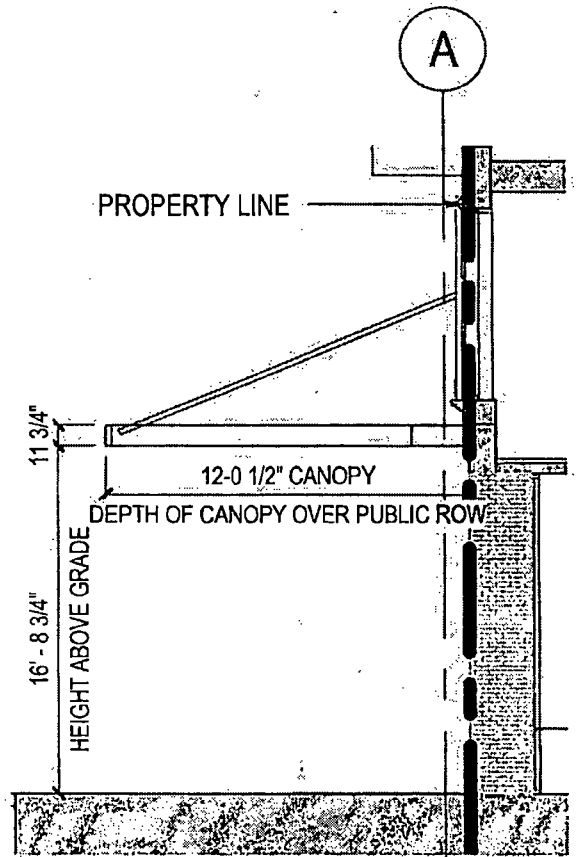 A
PROPERTY LINE
11 3/4"
12-0 1/2" CANOPY
DEPTH OF CANOPY OVER PUBLIC ROW
16' - 8 3/4"
HEIGHT ABOVE GRADE